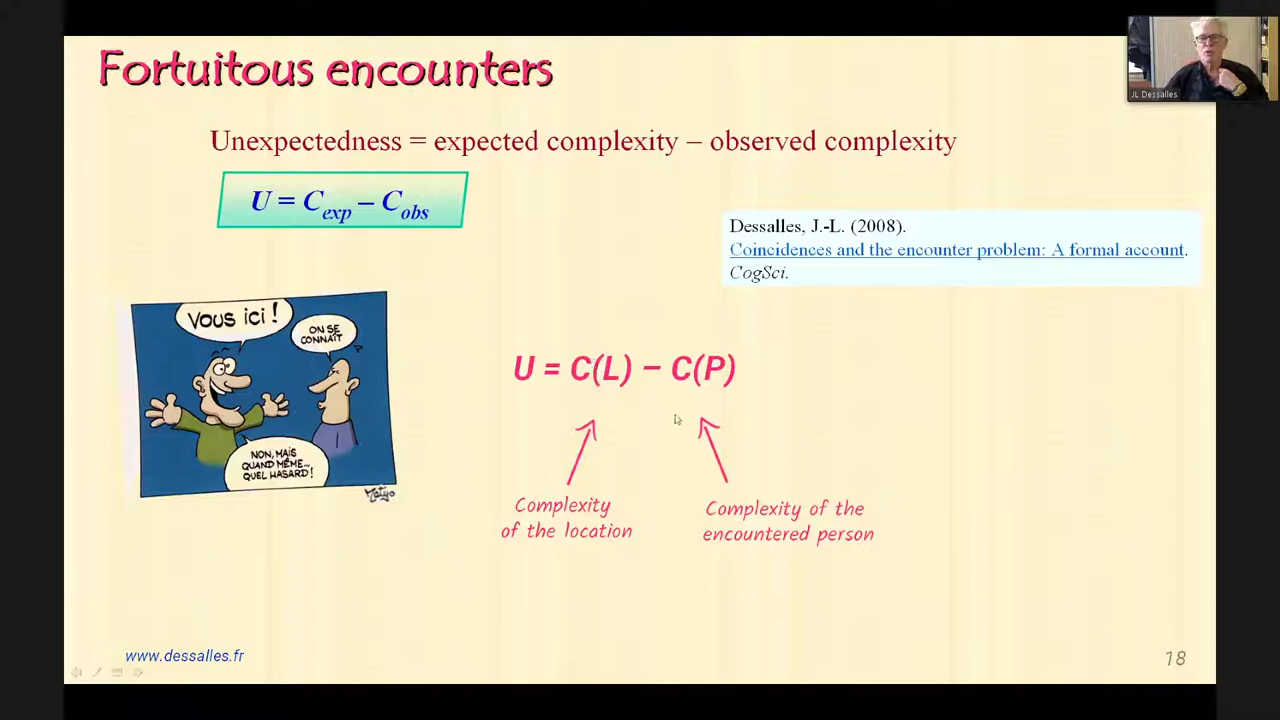 Fortuitous encounters
JL Dessalles
Unexpectedness = expected complexity – observed complexity
U = Cexp – Cobs
Dessalles, J.-L. (2008).
Coincidences and the encounter problem: A formal account.
CogSci.
VOUS ici !
ON SE
CONNAÎT
?
NON, MAIS
QUAND MÊME...
QUEL HASARD !
Matyo
U = C(L) – C(P)
Complexity
of the location
Complexity of the
encountered person
www.dessalles.fr
18